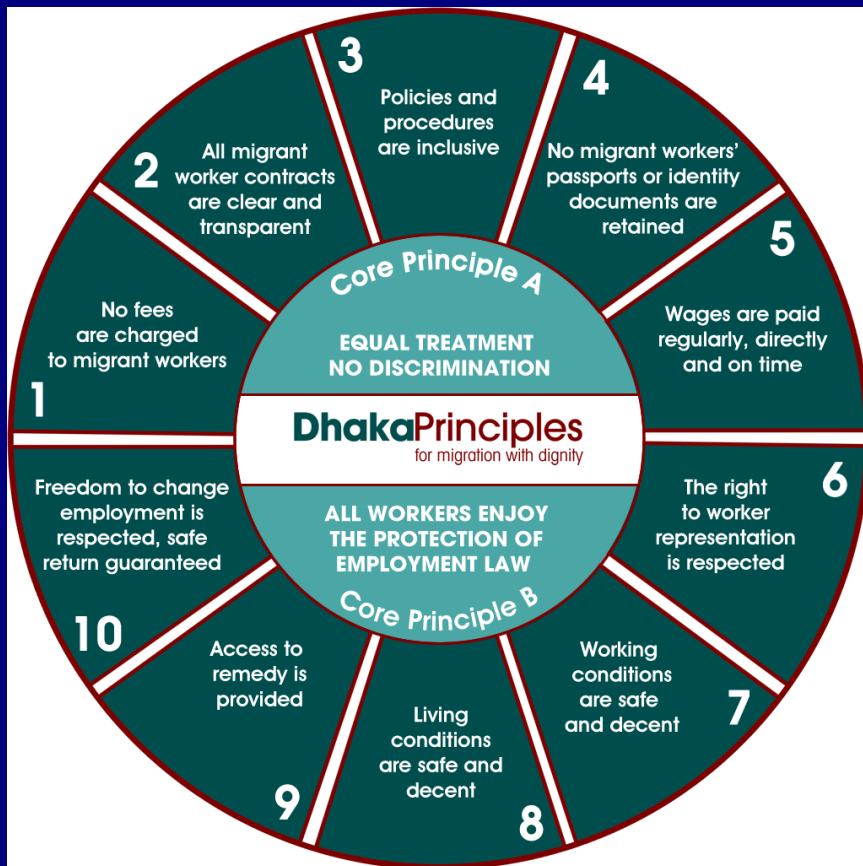 1
No fees
are charged
to migrant workers
2
All migrant
worker contracts
are clear and
transparent
3
Policies and
procedures
are inclusive
4
No migrant workers'
passports or identity
documents are
retained
5
Wages are paid
regularly, directly
and on time
6
The right
to worker
representation
is respected
7
Working
conditions
are safe
and decent
8
Living
conditions
are safe and
decent
9
Access to
remedy is
provided
10
Freedom to change
employment is
respected, safe
return guaranteed
Core Principle A
EQUAL TREATMENT
NO DISCRIMINATION
DhakaPrinciples
for migration with dignity
ALL WORKERS ENJOY
THE PROTECTION OF
EMPLOYMENT LAW
Core Principle B